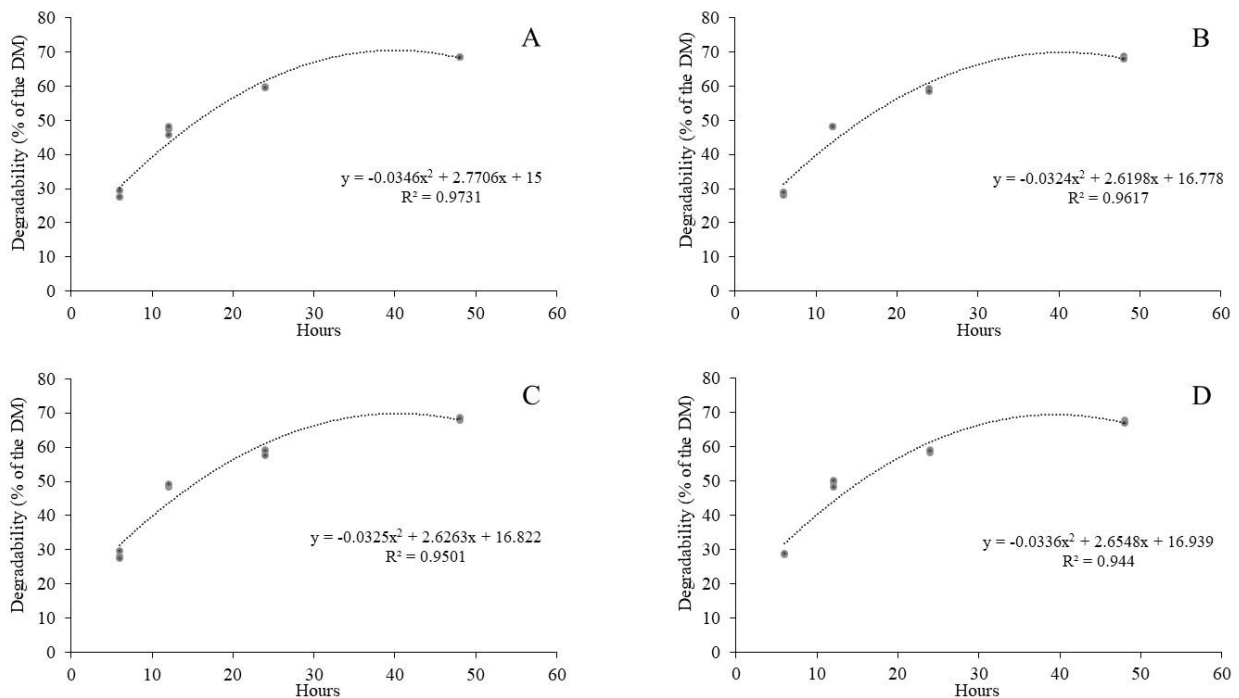 A
Degradability (% of the DM)
80
70
60
50
40
30
20
10
0
y = -0.0346x² + 2.7706x + 15
R² = 0.9731
0 10 20 30 40 50 60
Hours
B
Degradability (% of the DM)
80
70
60
50
40
30
20
10
0
y = -0.0324x² + 2.6198x + 16.778
R² = 0.9617
0 10 20 30 40 50 60
Hours
C
Degradability (% of the DM)
80
70
60
50
40
30
20
10
0
y = -0.0325x² + 2.6263x + 16.822
R² = 0.9501
0 10 20 30 40 50 60
Hours
D
Degradability (% of the DM)
80
70
60
50
40
30
20
10
0
y = -0.0336x² + 2.6548x + 16.939
R² = 0.944
0 10 20 30 40 50 60
Hours